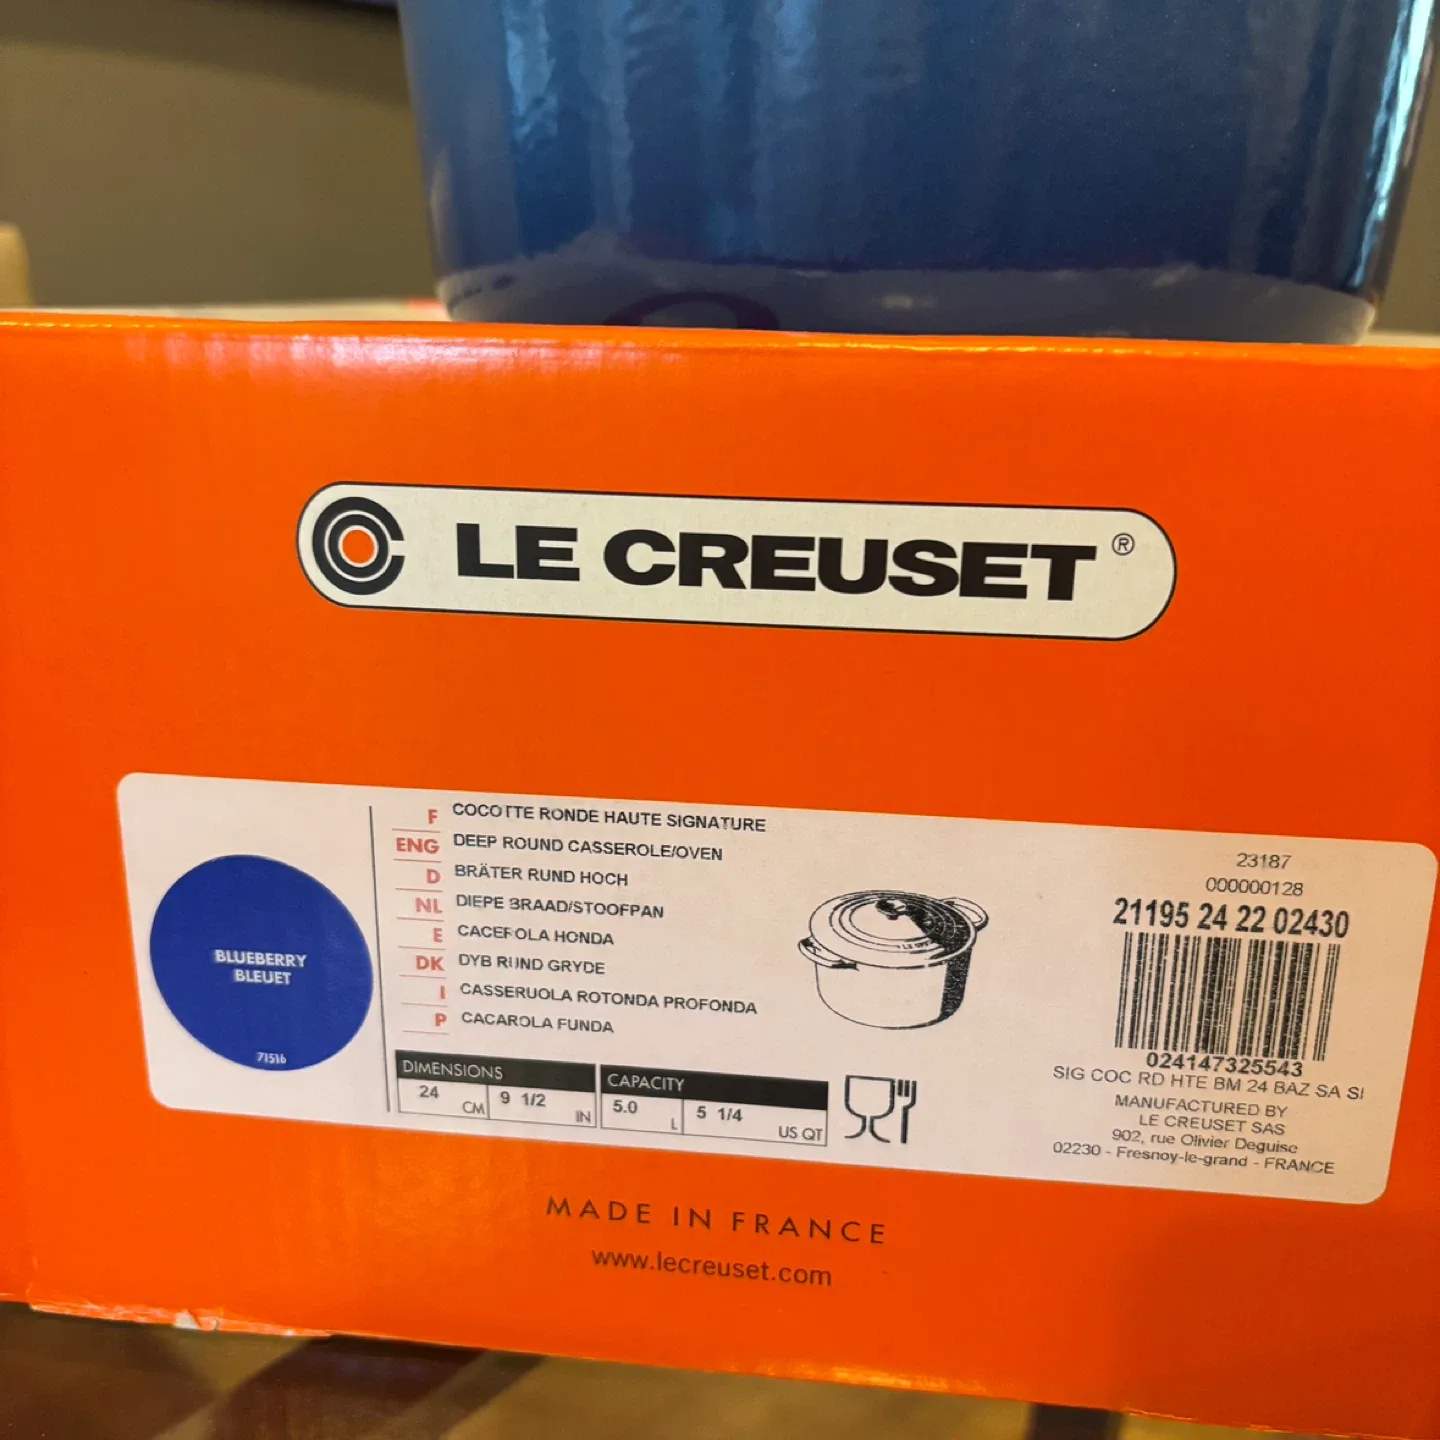 LE CREUSET ®
BLUEBERRY
BLEUET
71516
F COCOTTE RONDE HAUTE SIGNATURE
ENG DEEP ROUND CASSEROLE/OVEN
D BRÄTER RUND HOCH
NL DIEPE BRAAD/STOOFPAN
E CACEROLA HONDA
DK DYB RUND GRYDE
I CASSERUOLA ROTONDA PROFONDA
P CACAROLA FUNDA
DIMENSIONS
24 CM 9 1/2 IN
CAPACITY
5.0 L 5 1/4 US QT
LE CREUSET
23187
000000128
21195 24 22 02430
024147325543
SIG COC RD HTE BM 24 BAZ SA SI
MANUFACTURED BY
LE CREUSET SAS
902, rue Olivier Deguise
02230 - Fresnoy-le-grand - FRANCE
MADE IN FRANCE
www.lecreuset.com